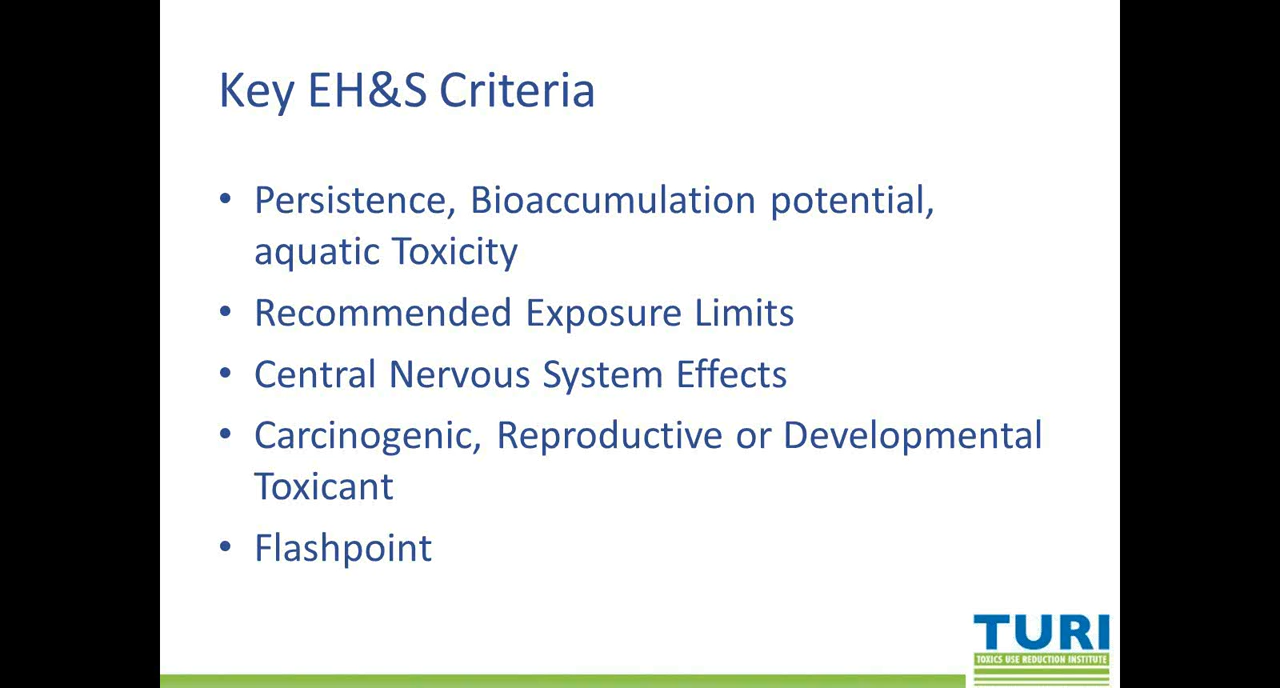 Key EH&S Criteria
• Persistence, Bioaccumulation potential,
aquatic Toxicity
• Recommended Exposure Limits
• Central Nervous System Effects
• Carcinogenic, Reproductive or Developmental
Toxicant
• Flashpoint
TURI
TOXICS USE REDUCTION INSTITUTE